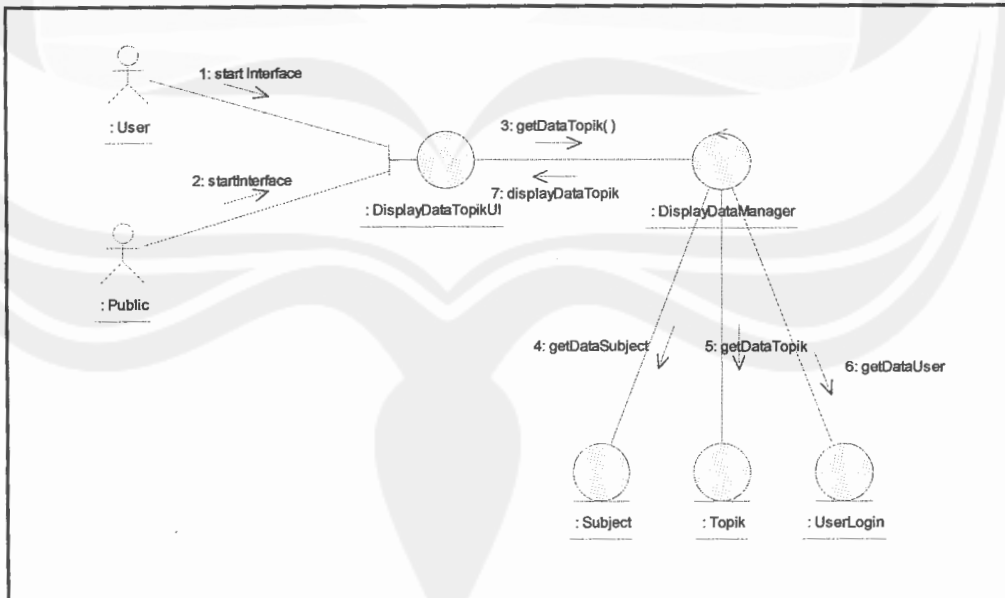 1: start Interface
: User
3: getDataTopik( )
2: startInterface
7: displayDataTopik
: DisplayDataTopikUI
: DisplayDataManager
: Public
4: getDataSubject
5: getDataTopik
6: getDataUser
: Subject
: Topik
: UserLogin